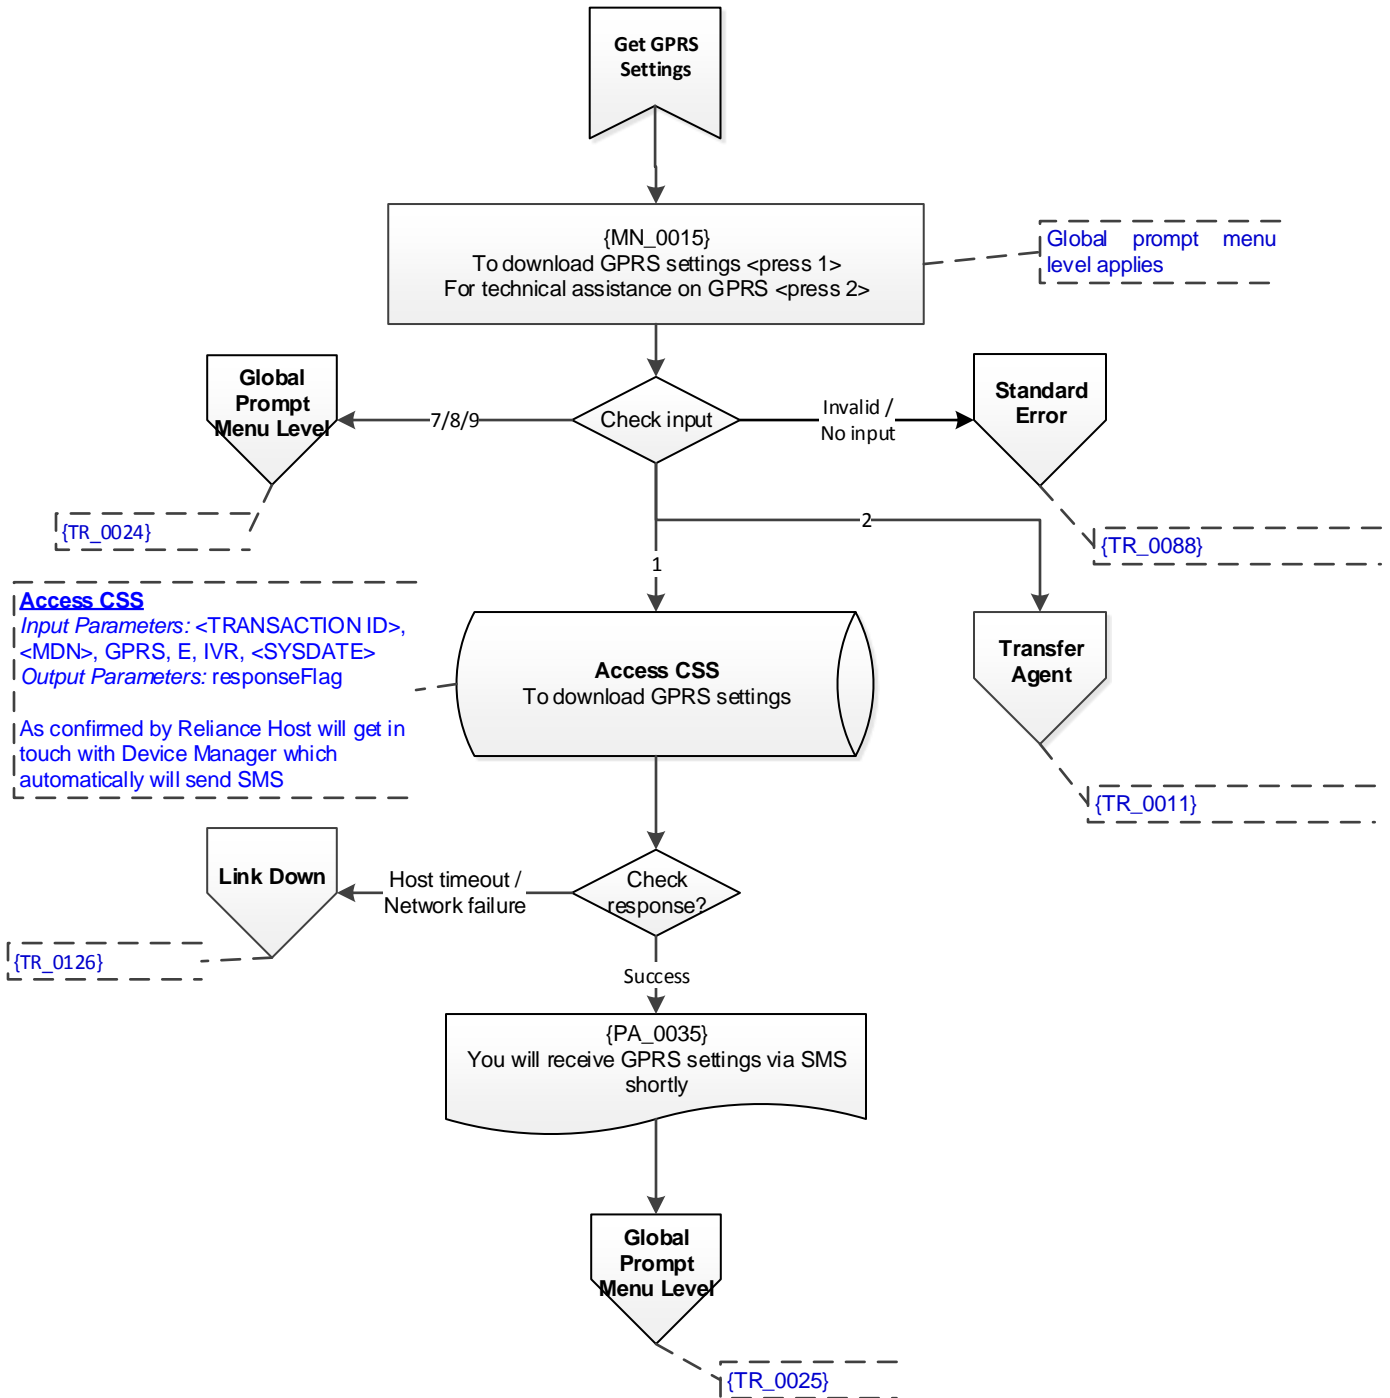 Get GPRS
Settings
{MN_0015}
To download GPRS settings <press 1>
For technical assistance on GPRS <press 2>
Global prompt menu
level applies
Global
Prompt
Menu Level
7/8/9
Check input
Invalid /
No input
Standard
Error
{TR_0024}
2
{TR_0088}
1
Access CSS
Input Parameters: <TRANSACTION ID>,
<MDN>, GPRS, E, IVR, <SYSDATE>
Output Parameters: responseFlag
As confirmed by Reliance Host will get in
touch with Device Manager which
automatically will send SMS
Access CSS
To download GPRS settings
Transfer
Agent
{TR_0011}
Link Down
Host timeout /
Network failure
Check
response?
{TR_0126}
Success
{PA_0035}
You will receive GPRS settings via SMS
shortly
Global
Prompt
Menu Level
{TR_0025}